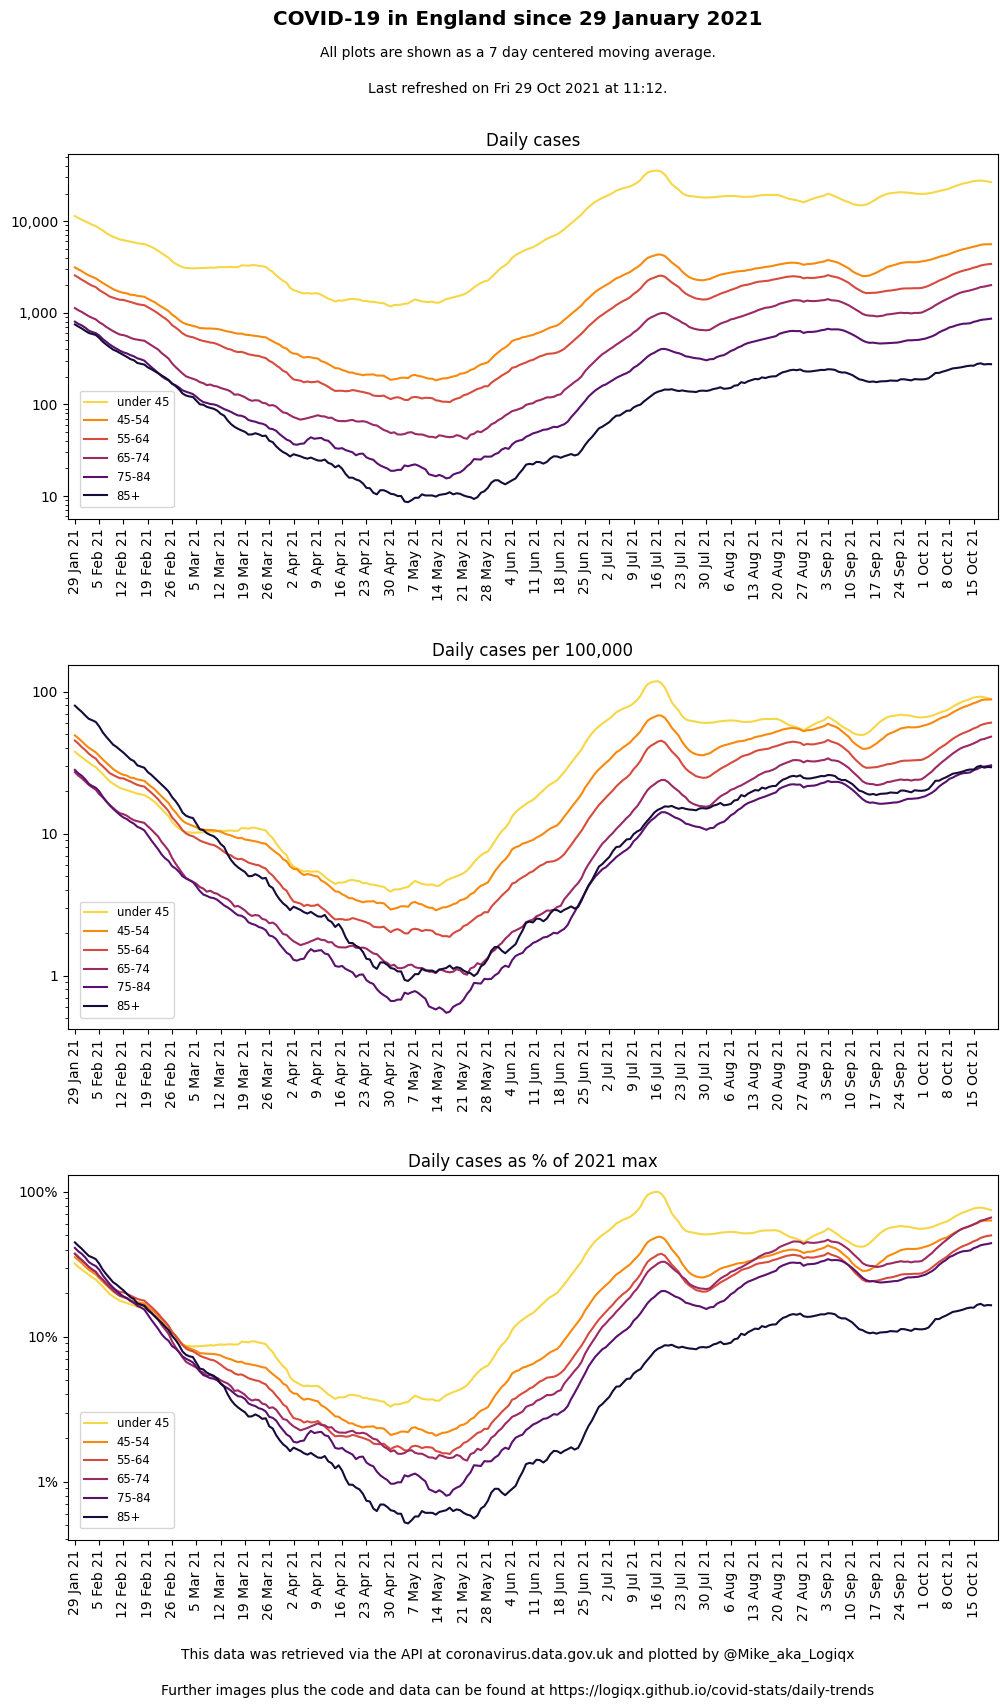 COVID-19 in England since 29 January 2021
All plots are shown as a 7 day centered moving average.
Last refreshed on Fri 29 Oct 2021 at 11:12.
Daily cases
10,000
1,000
100
10
under 45
45-54
55-64
65-74
75-84
85+
29 Jan 21
5 Feb 21
12 Feb 21
19 Feb 21
26 Feb 21
5 Mar 21
12 Mar 21
19 Mar 21
26 Mar 21
2 Apr 21
9 Apr 21
16 Apr 21
23 Apr 21
30 Apr 21
7 May 21
14 May 21
21 May 21
28 May 21
4 Jun 21
11 Jun 21
18 Jun 21
25 Jun 21
2 Jul 21
9 Jul 21
16 Jul 21
23 Jul 21
30 Jul 21
6 Aug 21
13 Aug 21
20 Aug 21
27 Aug 21
3 Sep 21
10 Sep 21
17 Sep 21
24 Sep 21
1 Oct 21
8 Oct 21
15 Oct 21
Daily cases per 100,000
100
10
1
under 45
45-54
55-64
65-74
75-84
85+
29 Jan 21
5 Feb 21
12 Feb 21
19 Feb 21
26 Feb 21
5 Mar 21
12 Mar 21
19 Mar 21
26 Mar 21
2 Apr 21
9 Apr 21
16 Apr 21
23 Apr 21
30 Apr 21
7 May 21
14 May 21
21 May 21
28 May 21
4 Jun 21
11 Jun 21
18 Jun 21
25 Jun 21
2 Jul 21
9 Jul 21
16 Jul 21
23 Jul 21
30 Jul 21
6 Aug 21
13 Aug 21
20 Aug 21
27 Aug 21
3 Sep 21
10 Sep 21
17 Sep 21
24 Sep 21
1 Oct 21
8 Oct 21
15 Oct 21
Daily cases as % of 2021 max
100%
10%
1%
under 45
45-54
55-64
65-74
75-84
85+
29 Jan 21
5 Feb 21
12 Feb 21
19 Feb 21
26 Feb 21
5 Mar 21
12 Mar 21
19 Mar 21
26 Mar 21
2 Apr 21
9 Apr 21
16 Apr 21
23 Apr 21
30 Apr 21
7 May 21
14 May 21
21 May 21
28 May 21
4 Jun 21
11 Jun 21
18 Jun 21
25 Jun 21
2 Jul 21
9 Jul 21
16 Jul 21
23 Jul 21
30 Jul 21
6 Aug 21
13 Aug 21
20 Aug 21
27 Aug 21
3 Sep 21
10 Sep 21
17 Sep 21
24 Sep 21
1 Oct 21
8 Oct 21
15 Oct 21
This data was retrieved via the API at coronavirus.data.gov.uk and plotted by @Mike_aka_Logiqx
Further images plus the code and data can be found at https://logiqx.github.io/covid-stats/daily-trends